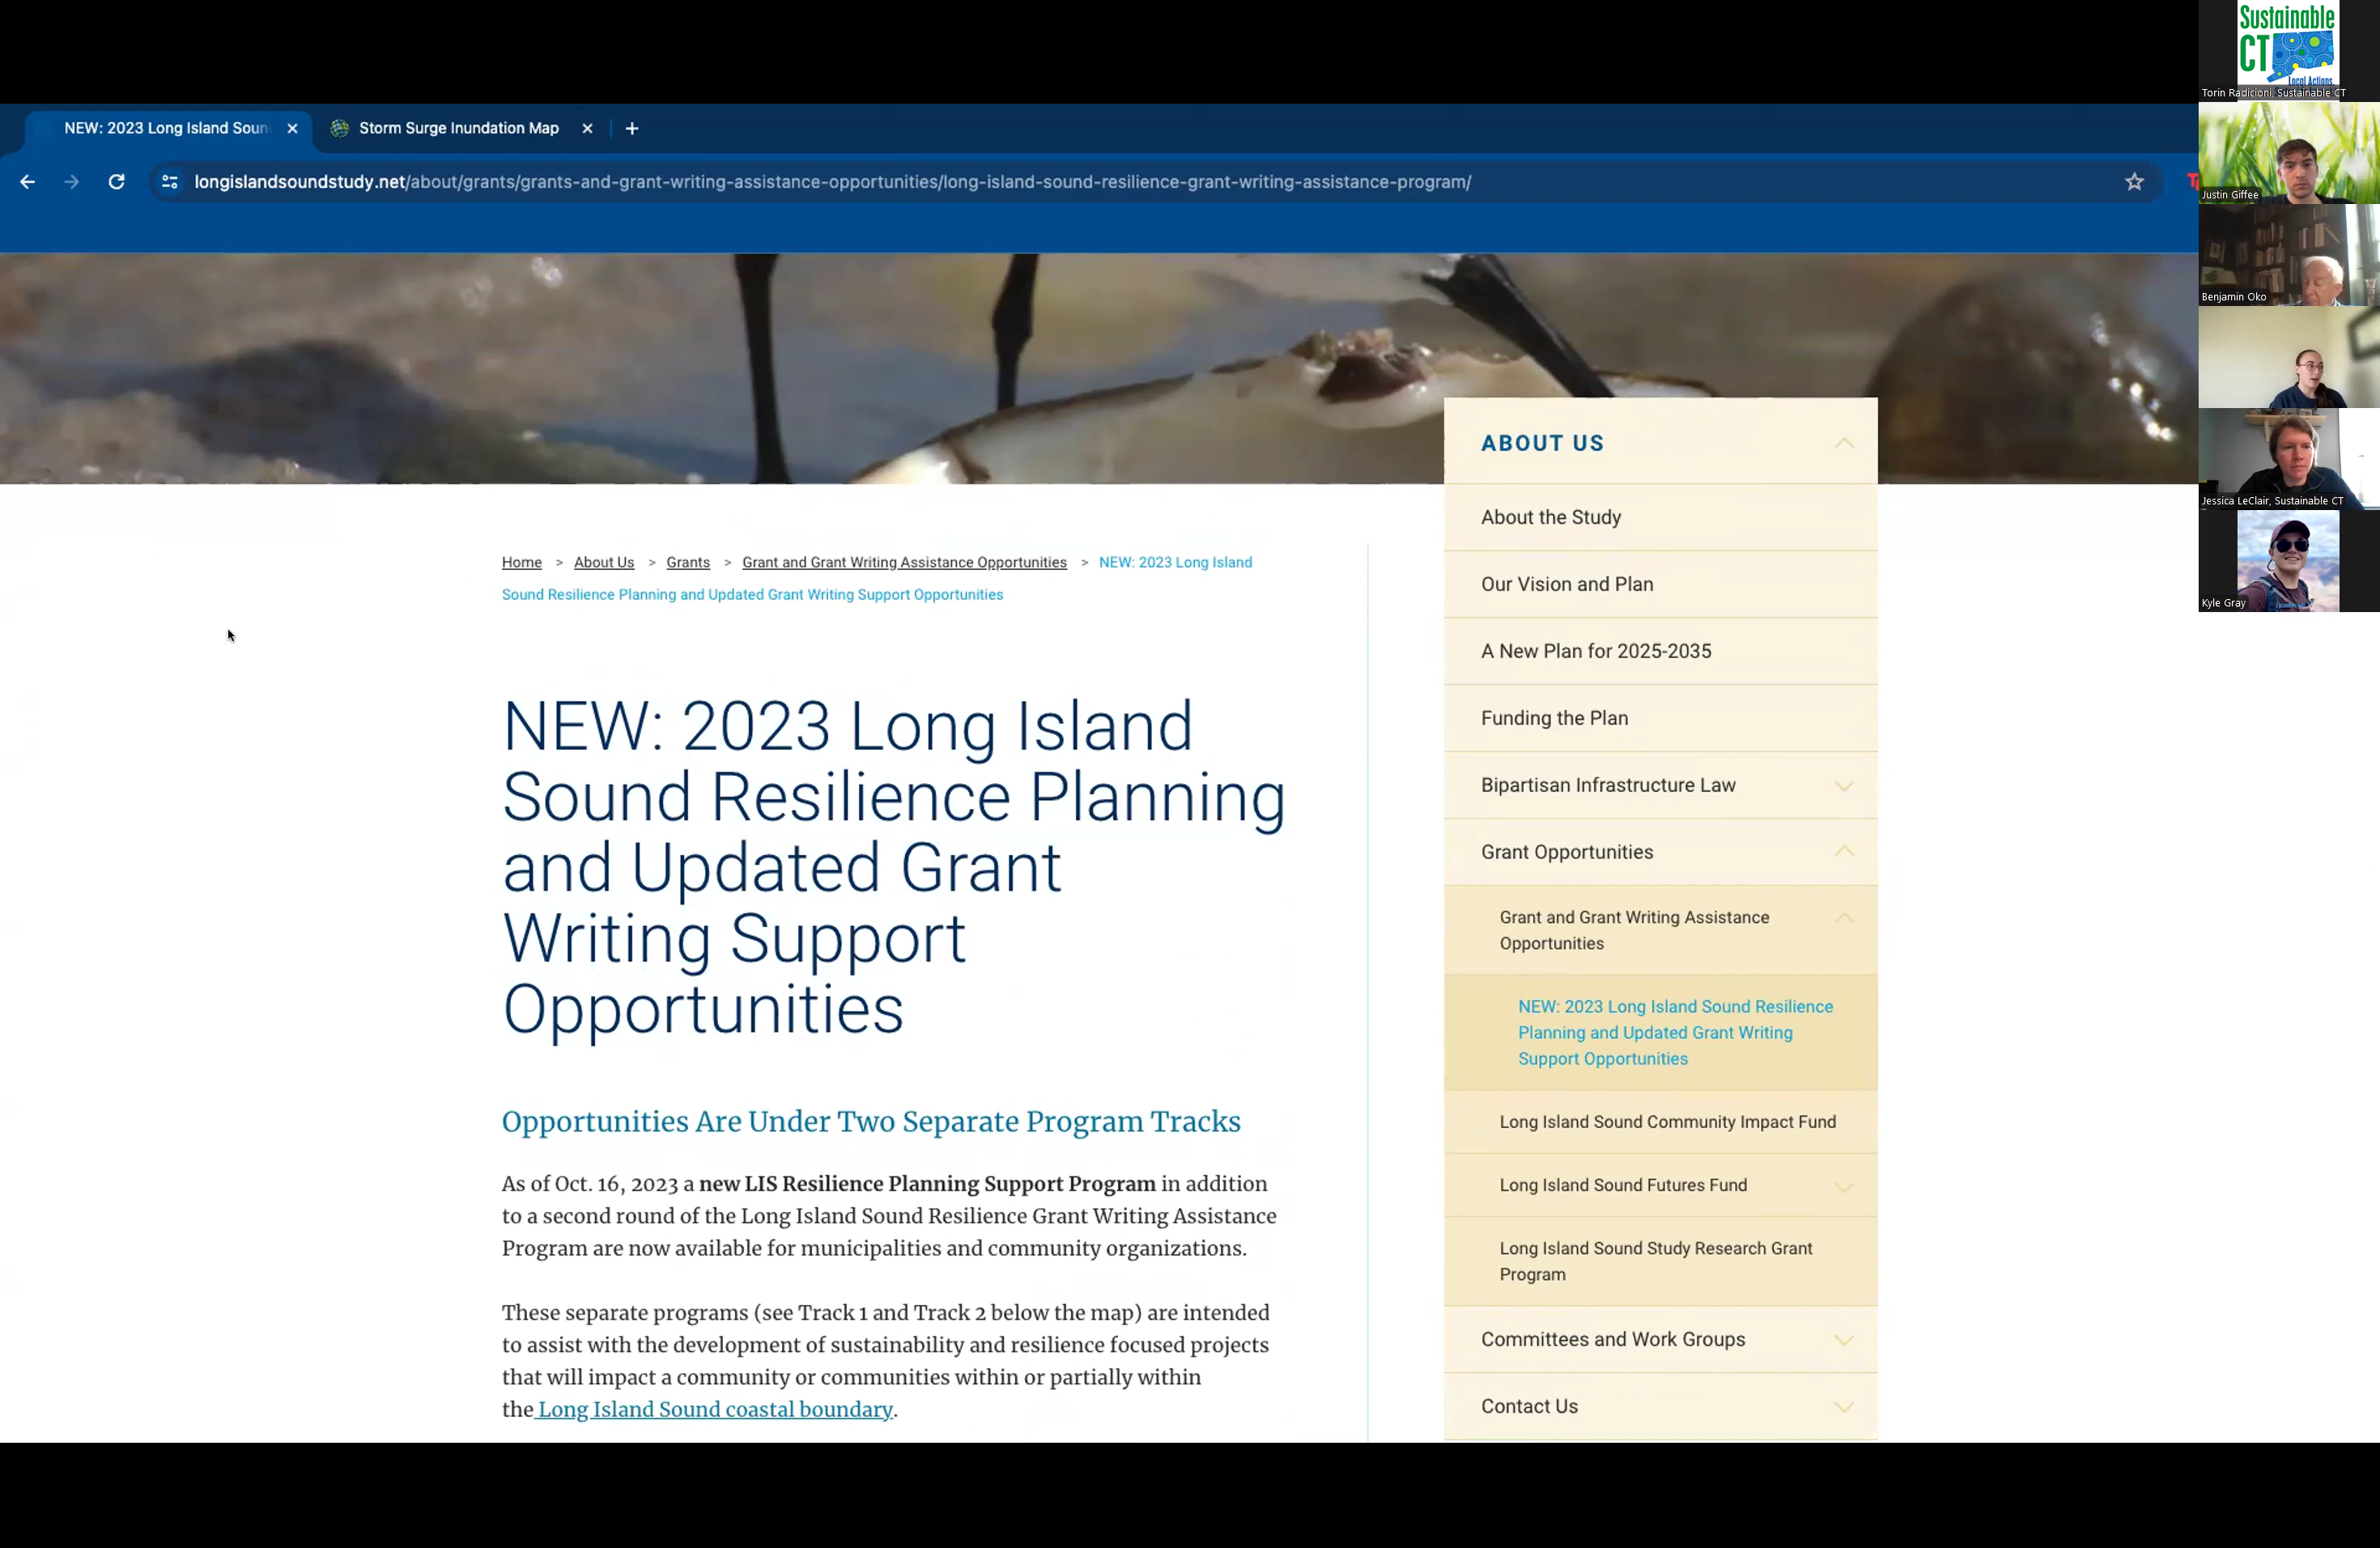 NEW: 2023 Long Island Soun
Storm Surge Inundation Map
longislandsoundstudy.net/about/grants/grants-and-grant-writing-assistance-opportunities/long-island-sound-resilience-grant-writing-assistance-program/
Home > About Us > Grants > Grant and Grant Writing Assistance Opportunities > NEW: 2023 Long Island
Sound Resilience Planning and Updated Grant Writing Support Opportunities
NEW: 2023 Long Island
Sound Resilience Planning
and Updated Grant
Writing Support
Opportunities
Opportunities Are Under Two Separate Program Tracks
As of Oct. 16, 2023 a new LIS Resilience Planning Support Program in addition
to a second round of the Long Island Sound Resilience Grant Writing Assistance
Program are now available for municipalities and community organizations.
These separate programs (see Track 1 and Track 2 below the map) are intended
to assist with the development of sustainability and resilience focused projects
that will impact a community or communities within or partially within
the Long Island Sound coastal boundary.
ABOUT US
About the Study
Our Vision and Plan
A New Plan for 2025-2035
Funding the Plan
Bipartisan Infrastructure Law
Grant Opportunities
Grant and Grant Writing Assistance
Opportunities
NEW: 2023 Long Island Sound Resilience
Planning and Updated Grant Writing
Support Opportunities
Long Island Sound Community Impact Fund
Long Island Sound Futures Fund
Long Island Sound Study Research Grant
Program
Committees and Work Groups
Contact Us
Sustainable
CT
Local Actions
Torin Radicioni, Sustainable CT
Justin Giffee
Benjamin Oko
Jessica LeClair, Sustainable CT
Kyle Gray